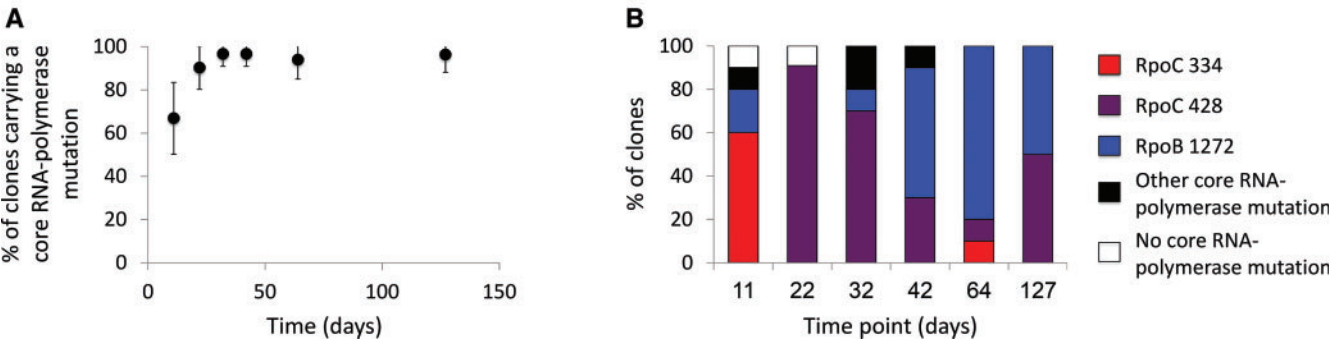 A
% of clones carrying a
core RNA-polymerase
mutation
100
80
60
40
20
0
0
50
100
150
Time (days)
B
% of clones
100
80
60
40
20
0
11
22
32
42
64
127
Time point (days)
RpoC 334
RpoC 428
RpoB 1272
Other core RNA-
polymerase mutation
No core RNA-
polymerase mutation